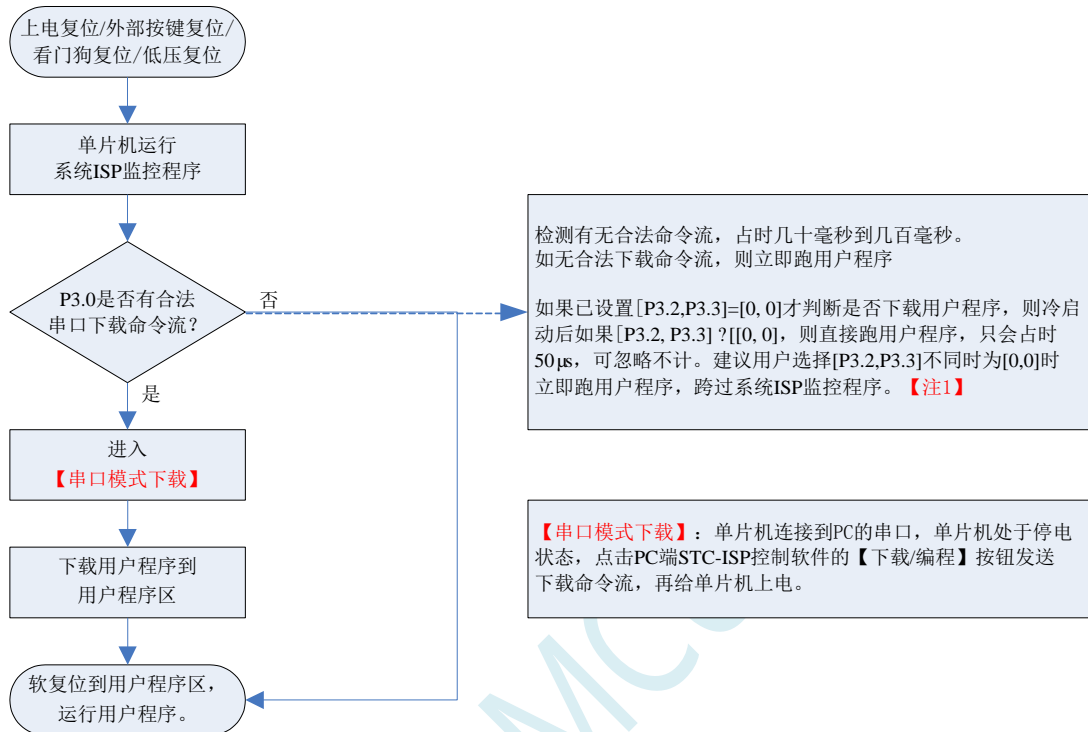 上电复位/外部按键复位/
看门狗复位/低压复位
单片机运行
系统ISP监控程序
P3.0是否有合法
串口下载命令流？
否
是
进入
【串口模式下载】
下载用户程序到
用户程序区
软复位到用户程序区，
运行用户程序。
检测有无合法命令流，占时几十毫秒到几百毫秒。
如无合法下载命令流，则立即跑用户程序
如果已设置[P3.2,P3.3]=[0, 0]才判断是否下载用户程序，则冷启
动后如果[P3.2, P3.3] ?[[0, 0]，则直接跑用户程序，只会占时
50μs，可忽略不计。建议用户选择[P3.2,P3.3]不同时为[0,0]时
立即跑用户程序，跨过系统ISP监控程序。【注1】
【串口模式下载】：单片机连接到PC的串口，单片机处于停电
状态，点击PC端STC-ISP控制软件的【下载/编程】按钮发送
下载命令流，再给单片机上电。
MCU